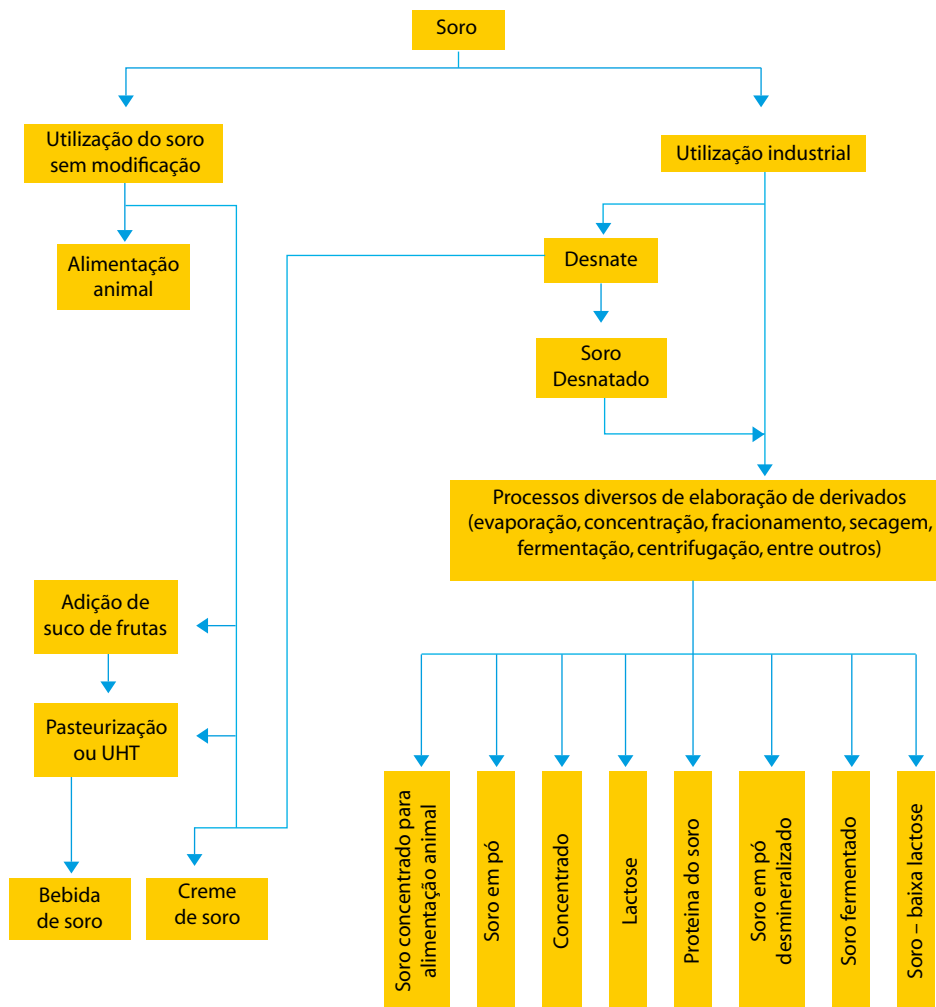 Soro
Utilização do soro
sem modificação
Utilização industrial
Alimentação
animal
Desnate
Soro
Desnatado
Processos diversos de elaboração de derivados
(evaporação, concentração, fracionamento, secagem,
fermentação, centrifugação, entre outros)
Adição de
suco de frutas
Pasteurização
ou UHT
Bebida
de soro
Creme
de soro
Soro concentrado para
alimentação animal
Soro em pó
Concentrado
Lactose
Proteina do soro
Soro em pó
desmineralizado
Soro fermentado
Soro – baixa lactose